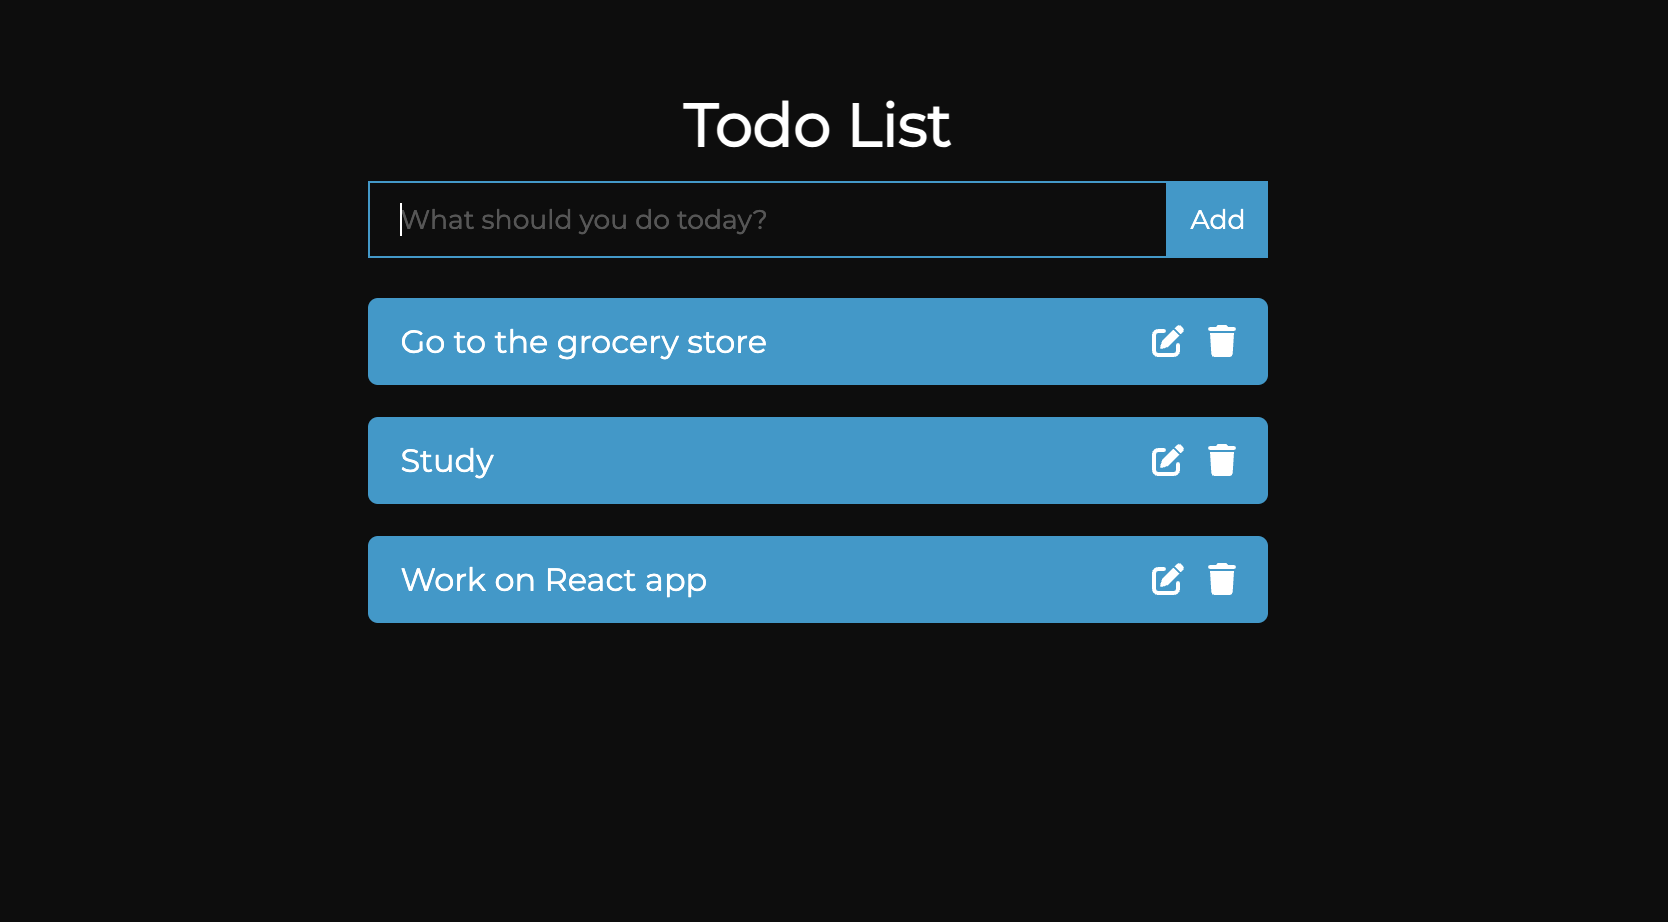 Todo List
What should you do today?
Add
Go to the grocery store
Study
Work on React app